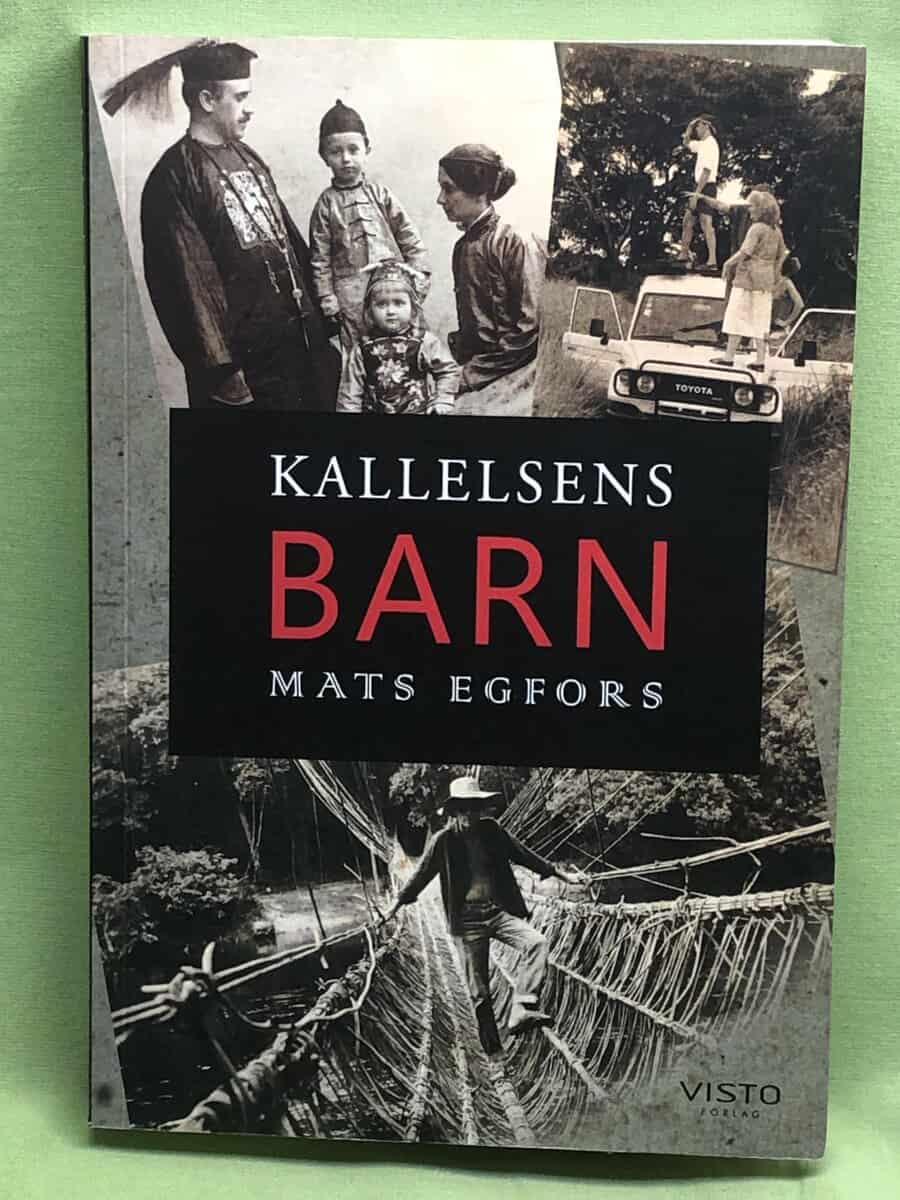 TOYOTA
KALLELSENS
BARN
MATS EGFORS
VISTO
FÖRLAG